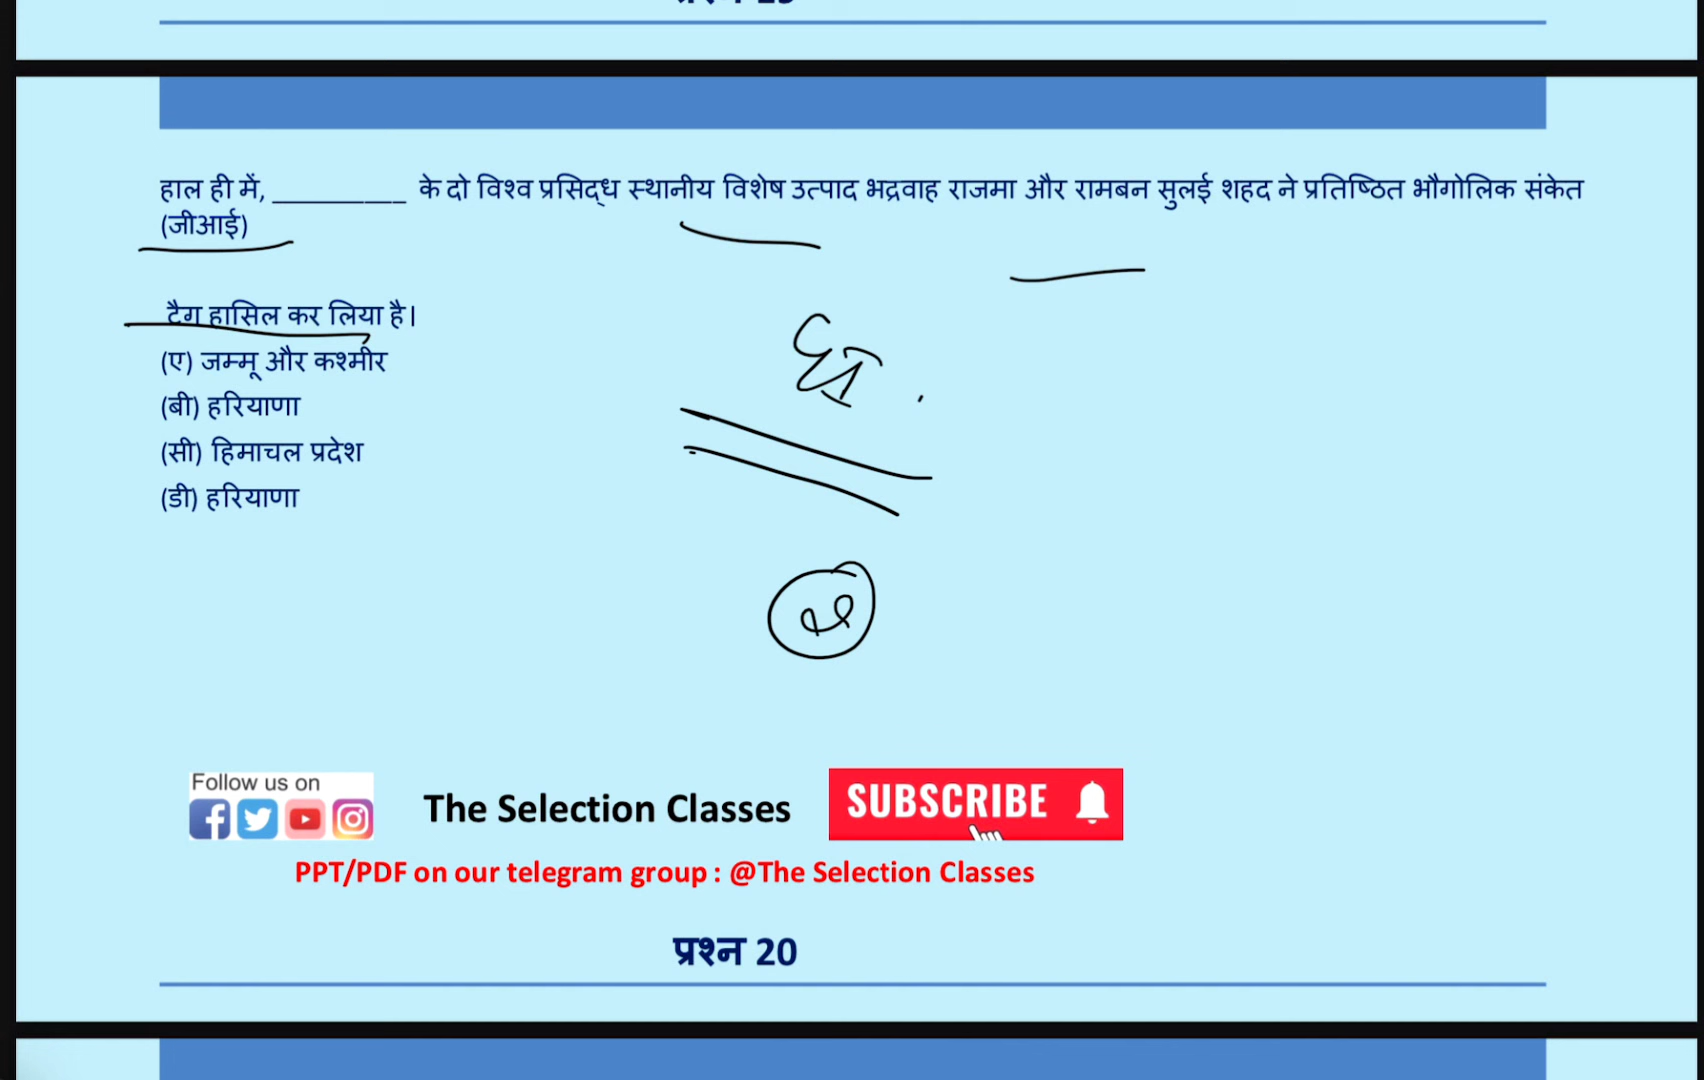 हाल ही में, __________ के दो विश्व प्रसिद्ध स्थानीय विशेष उत्पाद भद्रवाह राजमा और रामबन सुलई शहद ने प्रतिष्ठित भौगोलिक संकेत
(जीआई)
टैग हासिल कर लिया है।
(ए) जम्मू और कश्मीर
(बी) हरियाणा
(सी) हिमाचल प्रदेश
(डी) हरियाणा
Follow us on
The Selection Classes
SUBSCRIBE
PPT/PDF on our telegram group : @The Selection Classes
प्रश्न 20